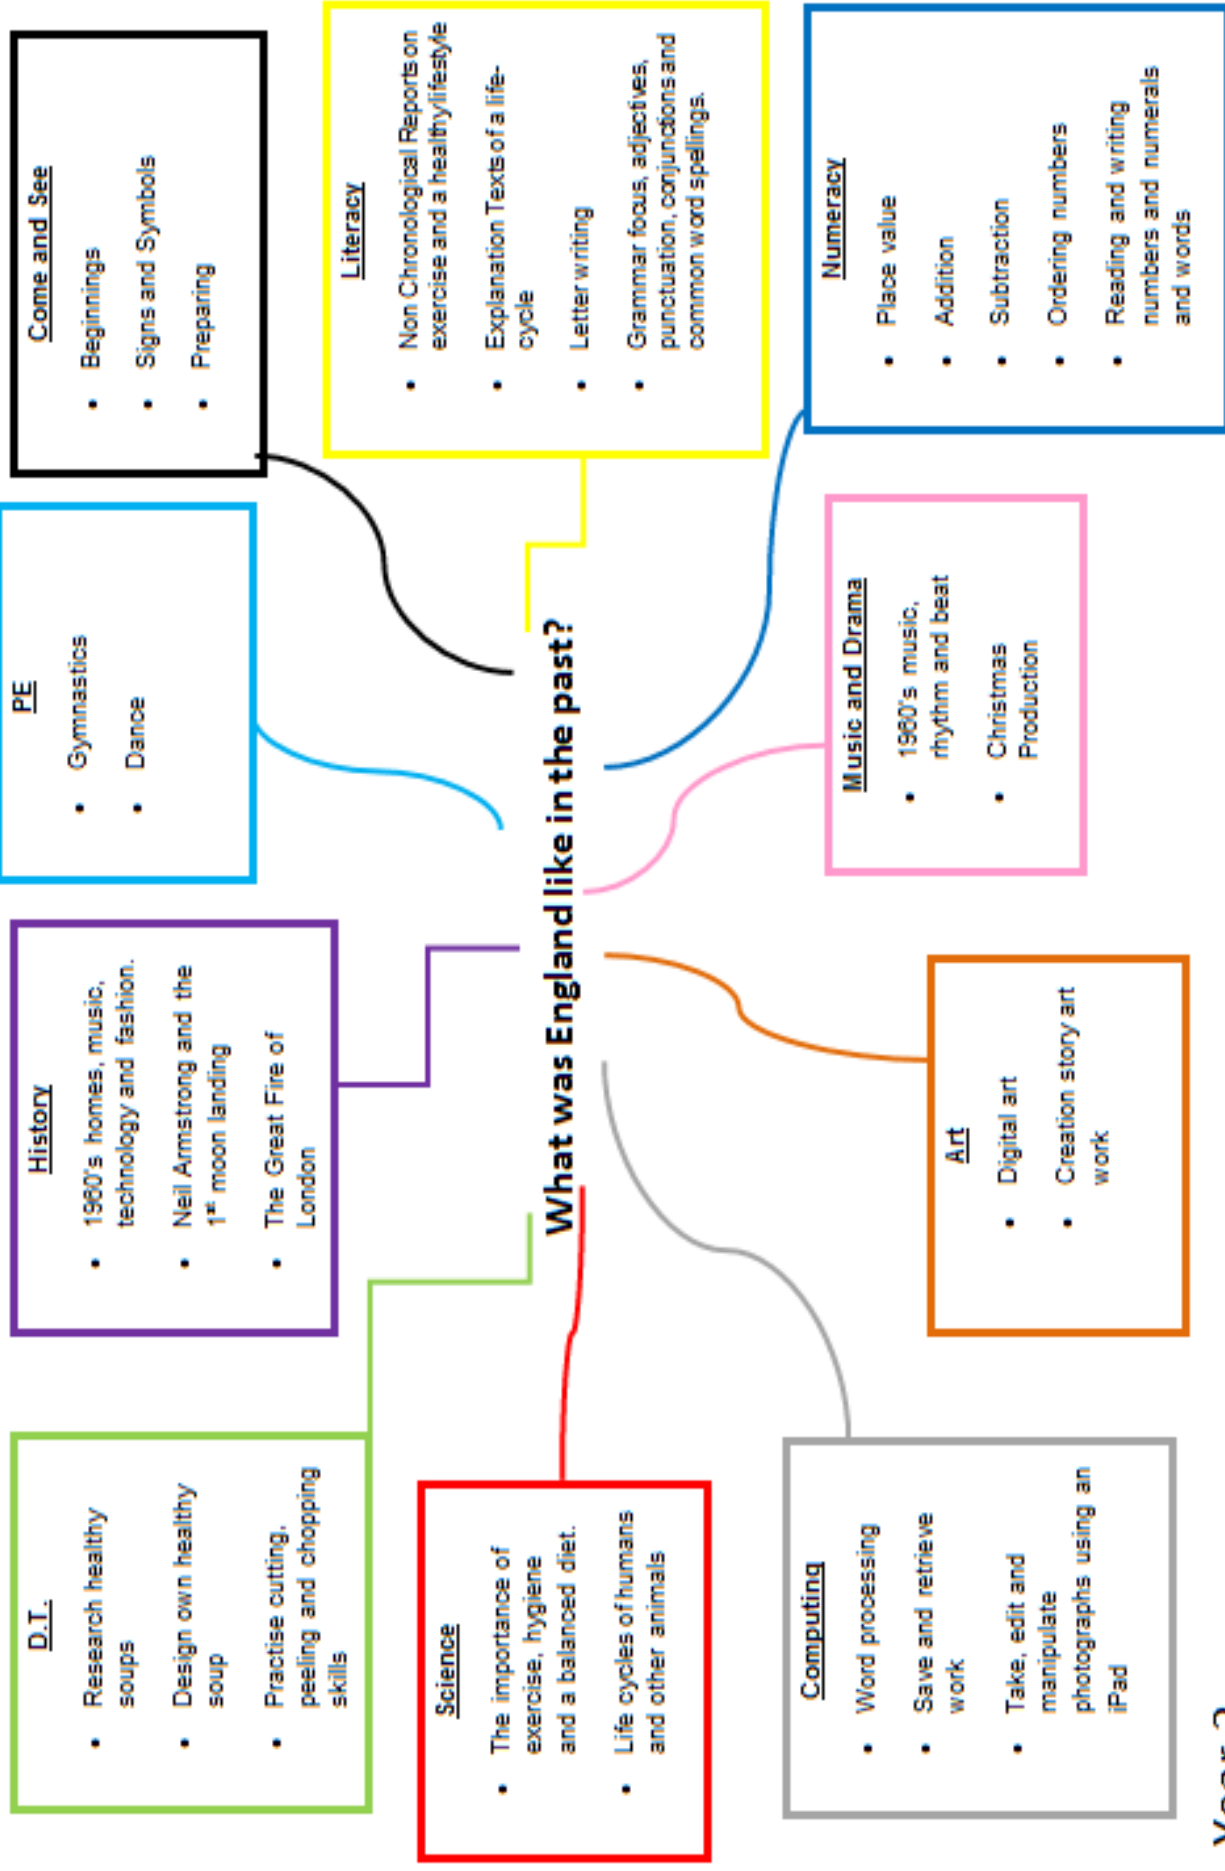 D.T.
• Research healthy
soups
• Design own healthy
soup
• Practise cutting,
peeling and chopping
skills
History
• 1960's homes, music,
technology and fashion.
• Neil Armstrong and the
1st moon landing
• The Great Fire of
London
PE
• Gymnastics
• Dance
Come and See
• Beginnings
• Signs and Symbols
• Preparing
Science
• The importance of
exercise, hygiene
and a balanced diet.
• Life cycles of humans
and other animals
What was England like in the past?
Literacy
• Non Chronological Reports on
exercise and a healthy lifestyle
• Explanation Texts of a life-
cycle
• Letter writing
• Grammar focus, adjectives,
punctuation, conjunctions and
common word spellings.
Computing
• Word processing
• Save and retrieve
work
• Take, edit and
manipulate
photographs using an
iPad
Art
• Digital art
• Creation story art
work
Music and Drama
• 1960's music,
rhythm and beat
• Christmas
Production
Numeracy
• Place value
• Addition
• Subtraction
• Ordering numbers
• Reading and writing
numbers and numerals
and words
Year